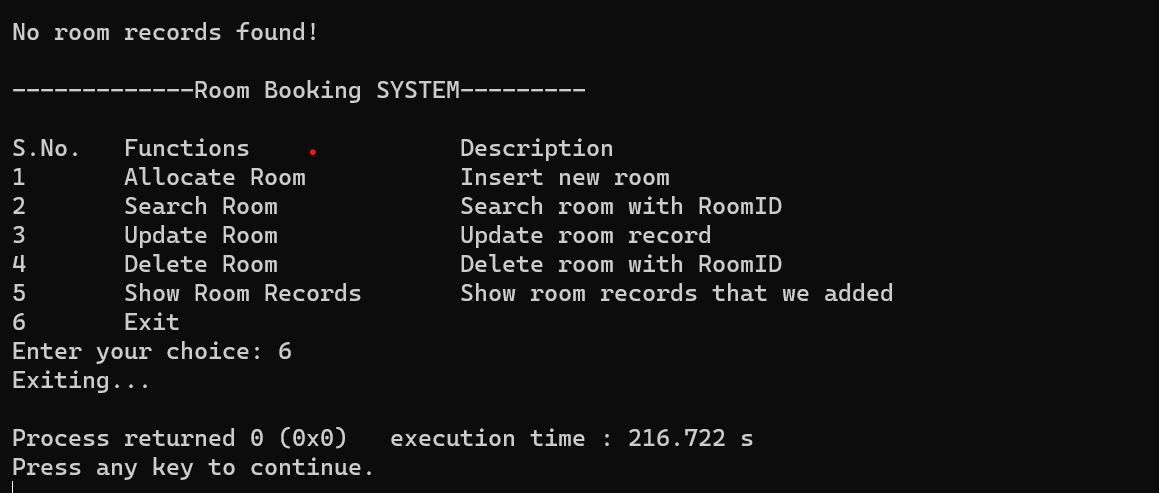 No room records found!
-------------Room Booking SYSTEM---------
S.No.   Functions               Description
1       Allocate Room           Insert new room
2       Search Room             Search room with RoomID
3       Update Room             Update room record
4       Delete Room             Delete room with RoomID
5       Show Room Records       Show room records that we added
6       Exit
Enter your choice: 6
Exiting...
Process returned 0 (0x0)   execution time : 216.722 s
Press any key to continue.